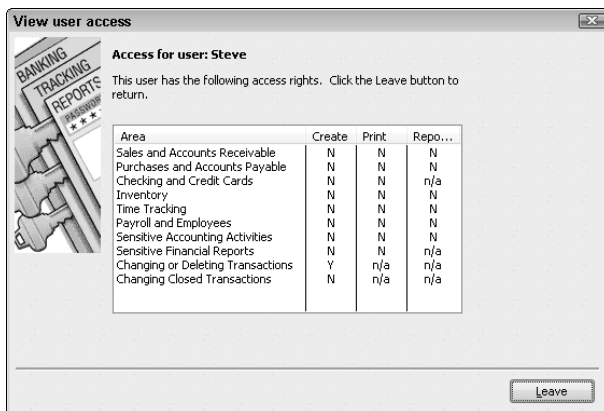 View user access
BANKING
TRACKING
REPORTS
PASSWORD
****
Access for user: Steve
This user has the following access rights. Click the Leave button to
return.
Area Create Print Repo...
Sales and Accounts Receivable N N N
Purchases and Accounts Payable N N N
Checking and Credit Cards N N n/a
Inventory N N N
Time Tracking N N N
Payroll and Employees N N N
Sensitive Accounting Activities N N N
Sensitive Financial Reports N N n/a
Changing or Deleting Transactions Y n/a n/a
Changing Closed Transactions N n/a n/a
Leave